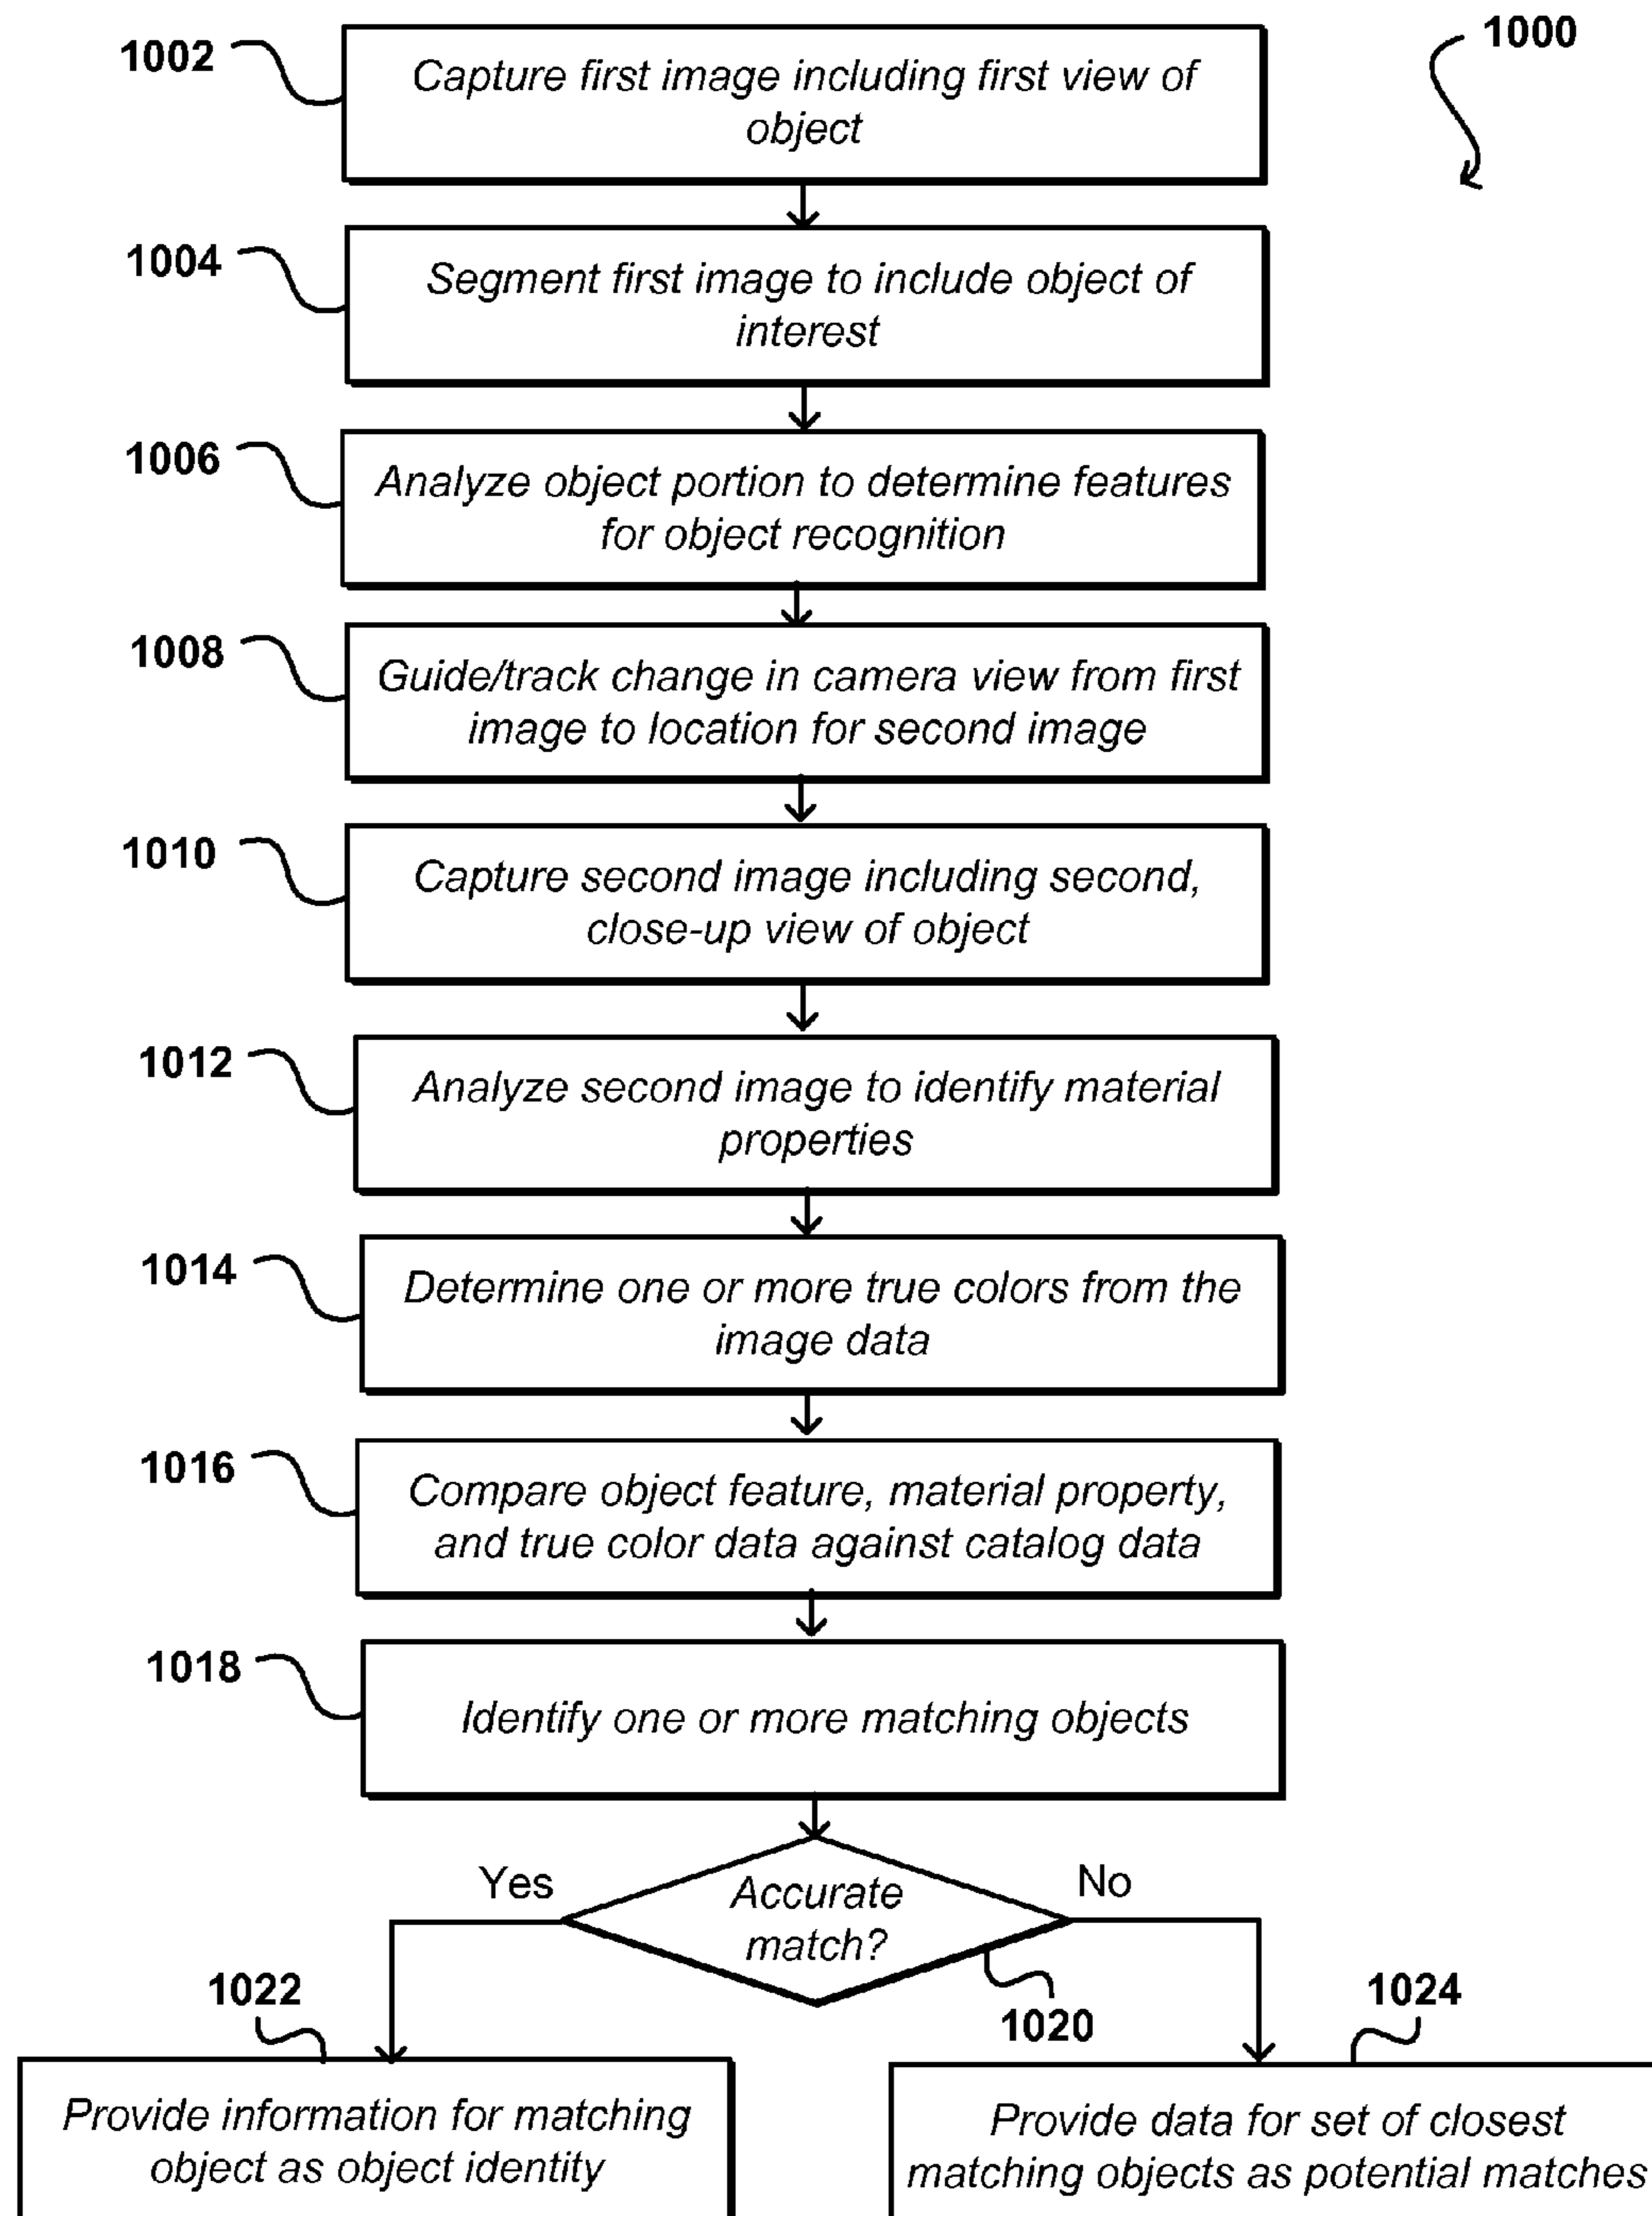 1000
1002
Capture first image including first view of
object
1004
Segment first image to include object of
interest
1006
Analyze object portion to determine features
for object recognition
1008
Guide/track change in camera view from first
image to location for second image
1010
Capture second image including second,
close-up view of object
1012
Analyze second image to identify material
properties
1014
Determine one or more true colors from the
image data
1016
Compare object feature, material property,
and true color data against catalog data
1018
Identify one or more matching objects
Yes
Accurate
match?
No
1020
1022
Provide information for matching
object as object identity
1024
Provide data for set of closest
matching objects as potential matches